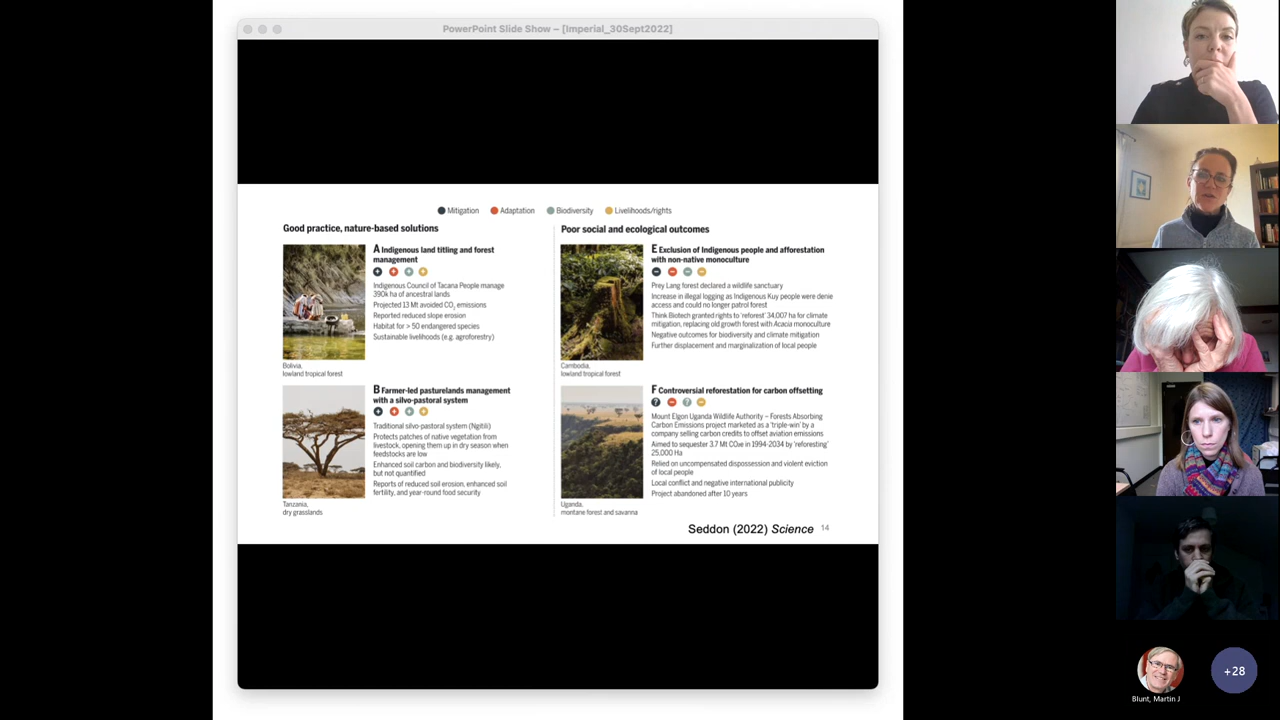 PowerPoint Slide Show – [Imperial_30Sept2022]
Mitigation Adaptation Biodiversity Livelihoods/rights
Good practice, nature-based solutions
A Indigenous land titling and forest
management
Indigenous Council of Tacana People manage
390k ha of ancestral lands
Projected 13 Mt avoided CO2 emissions
Reported reduced slope erosion
Habitat for > 50 endangered species
Sustainable livelihoods (e.g. agroforestry)
Bolivia,
lowland tropical forest
B Farmer-led pasturelands management
with a silvo-pastoral system
Traditional silvo-pastoral system (Ngitili)
Protects patches of native vegetation from
livestock, opening them up in dry season when
feedstocks are low
Enhanced soil carbon and biodiversity likely,
but not quantified
Reports of reduced soil erosion, enhanced soil
fertility, and year-round food security
Tanzania,
dry grasslands
Poor social and ecological outcomes
E Exclusion of Indigenous people and afforestation
with non-native monoculture
Prey Lang forest declared a wildlife sanctuary
Increase in illegal logging as Indigenous Kuy people were denie
access and could no longer patrol forest
Think Biotech granted rights to 'reforest' 34,007 ha for climate
mitigation, replacing old growth forest with Acacia monoculture
Negative outcomes for biodiversity and climate mitigation
Further displacement and marginalization of local people
Cambodia,
lowland tropical forest
F Controversial reforestation for carbon offsetting
Mount Elgon Uganda Wildlife Authority – Forests Absorbing
Carbon Emissions project marketed as a 'triple-win' by a
company selling carbon credits to offset aviation emissions
Aimed to sequester 3.7 Mt CO2e in 1994-2034 by 'reforesting'
25,000 Ha
Relied on uncompensated dispossession and violent eviction
of local people
Local conflict and negative international publicity
Project abandoned after 10 years
Uganda,
montane forest and savanna
Seddon (2022) Science 14
+28
Blunt, Martin J